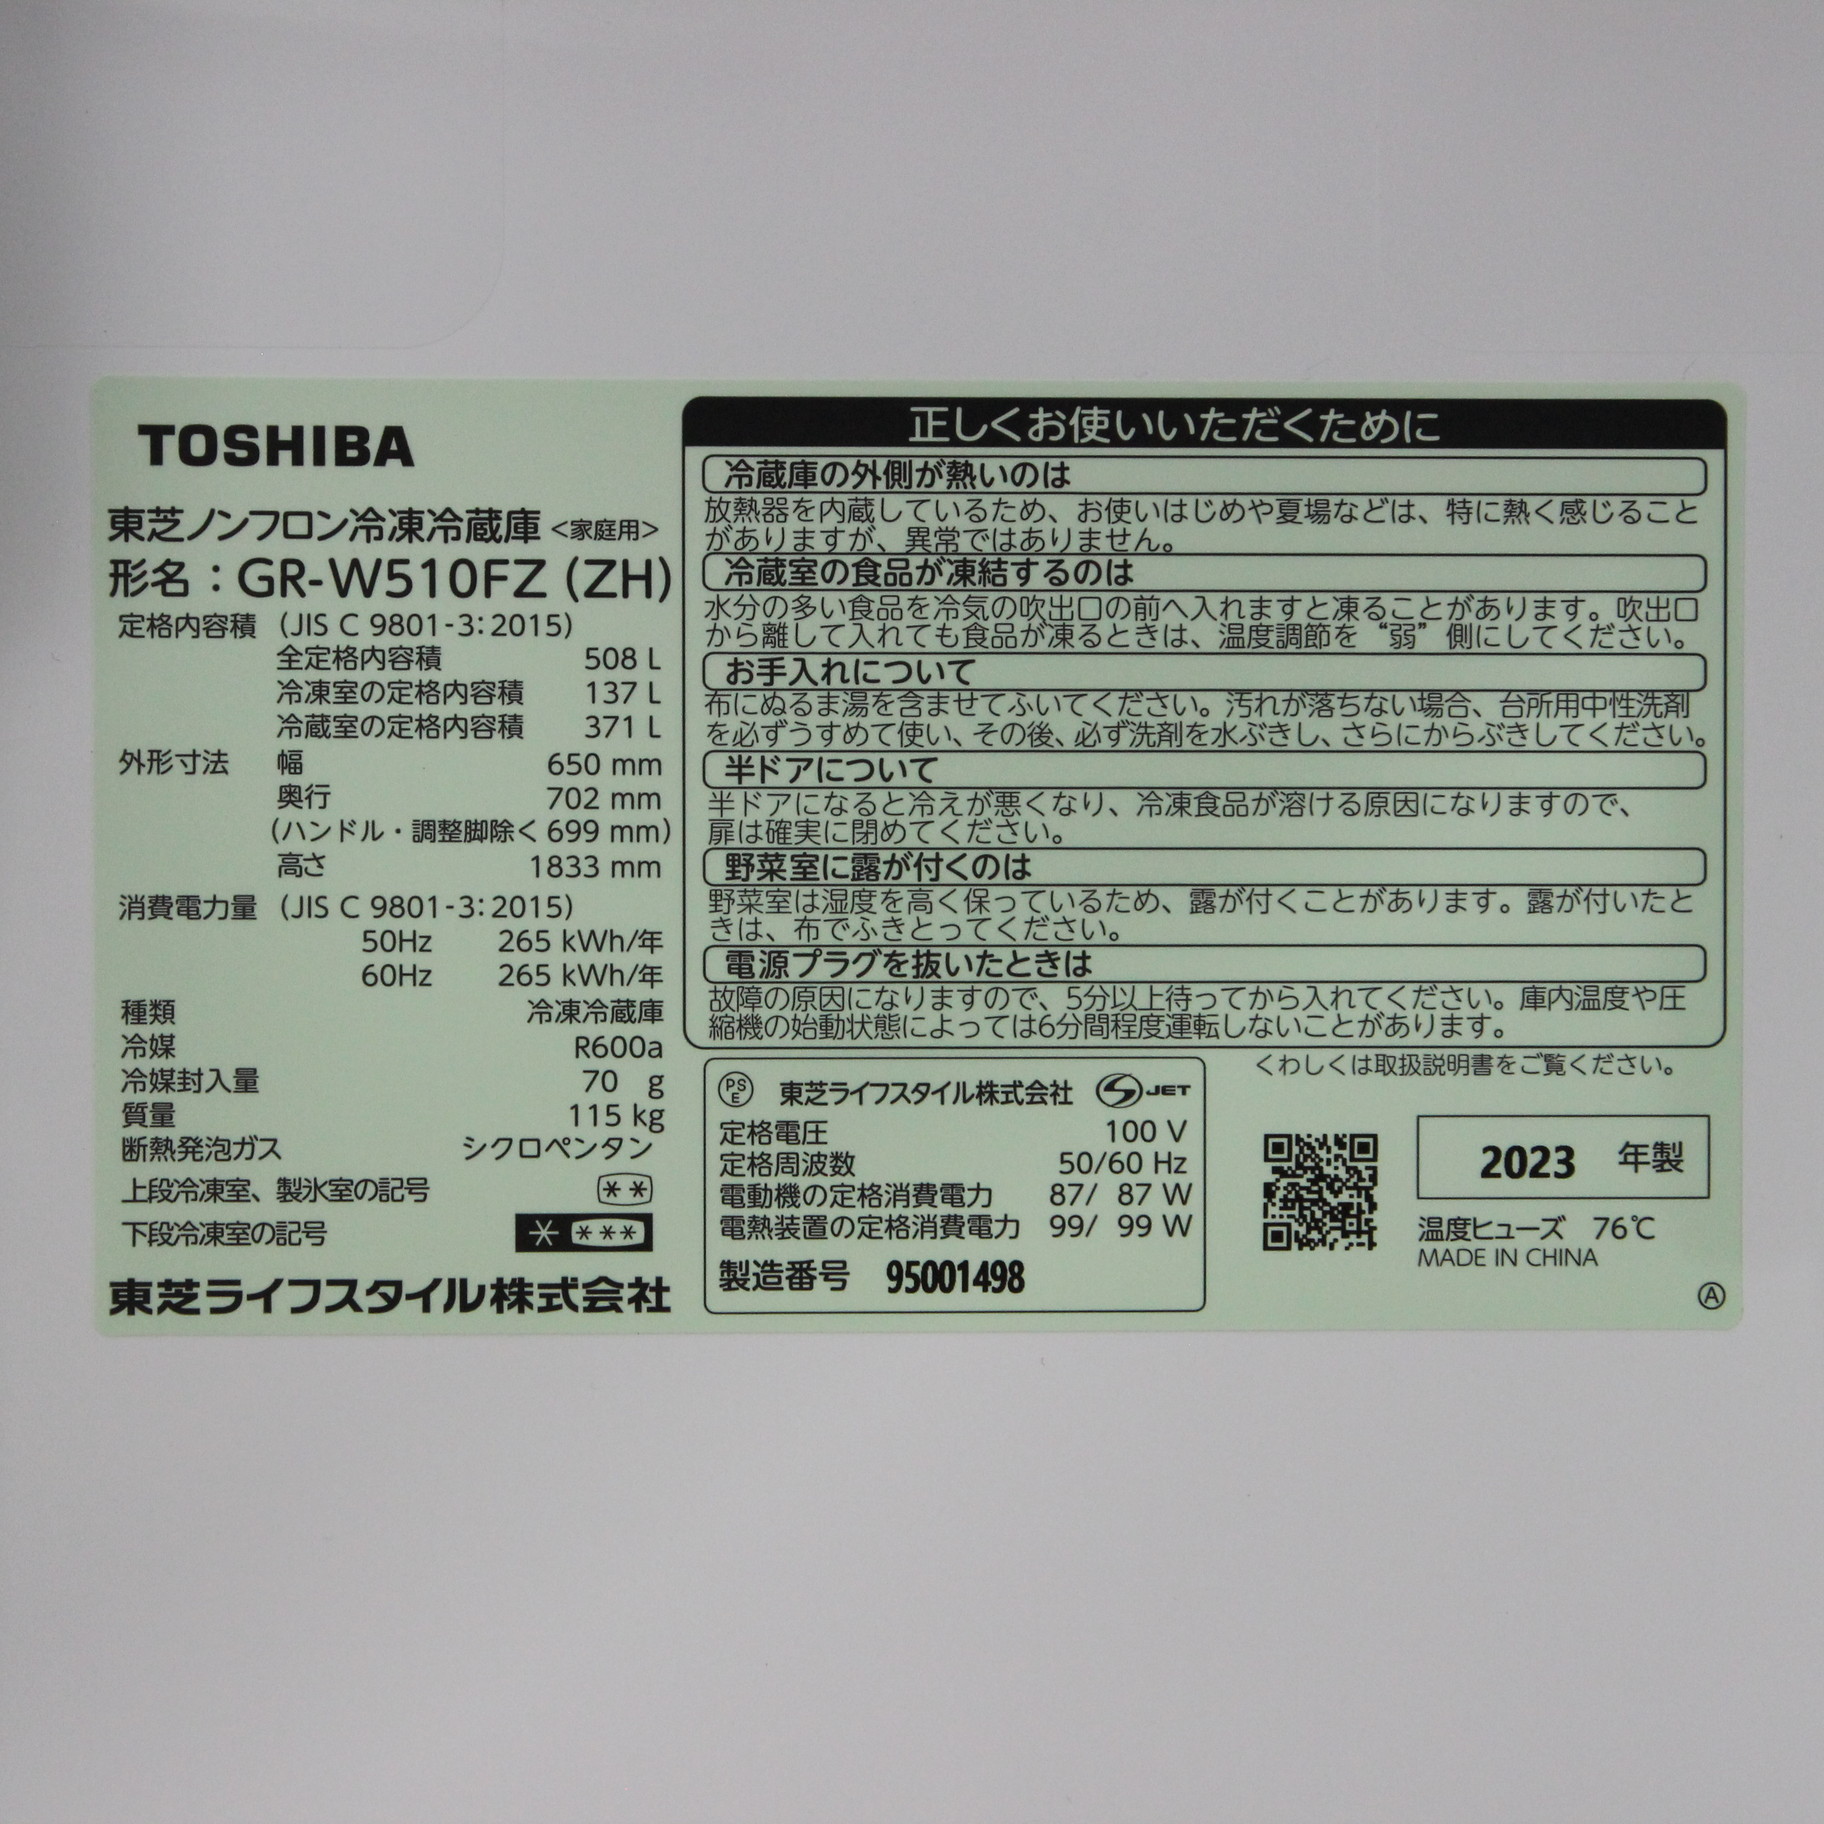 TOSHIBA
東芝ノンフロン冷凍冷蔵庫 <家庭用>
形名：GR-W510FZ (ZH)
定格内容積 (JIS C 9801-3:2015)
全定格内容積 508 L
冷凍室の定格内容積 137 L
冷蔵室の定格内容積 371 L
外形寸法 幅 650 mm
奥行 702 mm
(ハンドル・調整脚除く 699 mm)
高さ 1833 mm
消費電力量 (JIS C 9801-3:2015)
50Hz 265 kWh/年
60Hz 265 kWh/年
種類 冷凍冷蔵庫
冷媒 R600a
冷媒封入量 70 g
質量 115 kg
断熱発泡ガス シクロペンタン
上段冷凍室、製氷室の記号 **
下段冷凍室の記号 * ***
東芝ライフスタイル株式会社
正しくお使いいただくために
冷蔵庫の外側が熱いのは
放熱器を内蔵しているため、お使いはじめや夏場などは、特に熱く感じること
がありますが、異常ではありません。
冷蔵室の食品が凍結するのは
水分の多い食品を冷気の吹出口の前へ入れますと凍ることがあります。吹出口
から離して入れても食品が凍るときは、温度調節を“弱”側にしてください。
お手入れについて
布にぬるま湯を含ませてふいてください。汚れが落ちない場合、台所用中性洗剤
を必ずうすめて使い、その後、必ず洗剤を水ぶきし、さらにからぶきしてください。
半ドアについて
半ドアになると冷えが悪くなり、冷凍食品が溶ける原因になりますので、
扉は確実に閉めてください。
野菜室に露が付くのは
野菜室は湿度を高く保っているため、露が付くことがあります。露が付いたと
きは、布でふきとってください。
電源プラグを抜いたときは
故障の原因になりますので、5分以上待ってから入れてください。庫内温度や圧
縮機の始動状態によっては6分間程度運転しないことがあります。
くわしくは取扱説明書をご覧ください。
PSE 東芝ライフスタイル株式会社 JET
定格電圧 100 V
定格周波数 50/60 Hz
電動機の定格消費電力 87/ 87 W
電熱装置の定格消費電力 99/ 99 W
製造番号 95001498
2023 年製
温度ヒューズ 76℃
MADE IN CHINA
Ⓐ